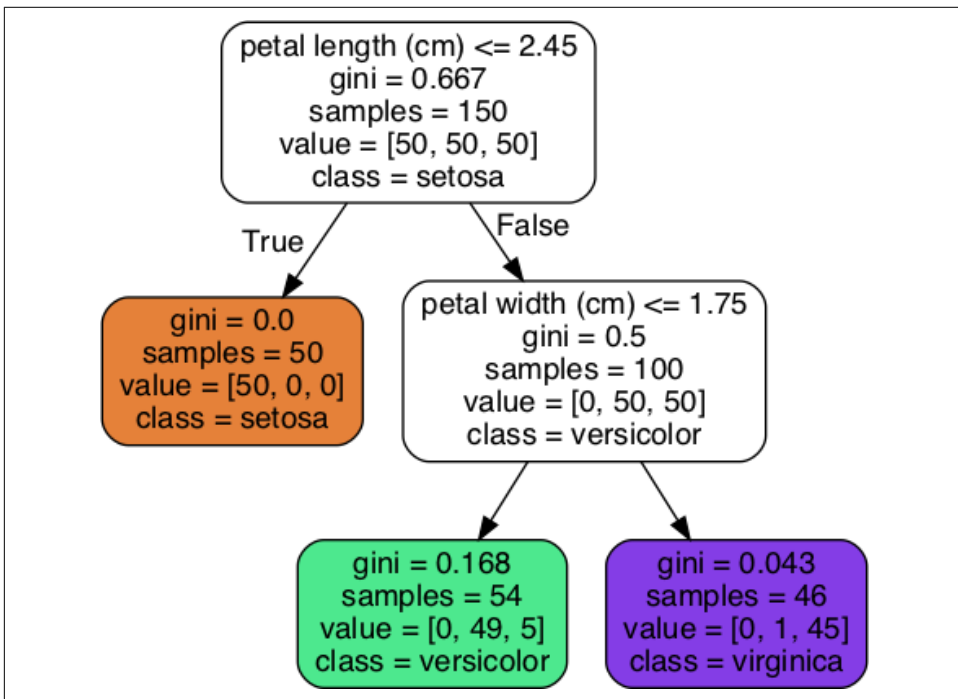 petal length (cm) <= 2.45
gini = 0.667
samples = 150
value = [50, 50, 50]
class = setosa
True
False
gini = 0.0
samples = 50
value = [50, 0, 0]
class = setosa
petal width (cm) <= 1.75
gini = 0.5
samples = 100
value = [0, 50, 50]
class = versicolor
gini = 0.168
samples = 54
value = [0, 49, 5]
class = versicolor
gini = 0.043
samples = 46
value = [0, 1, 45]
class = virginica